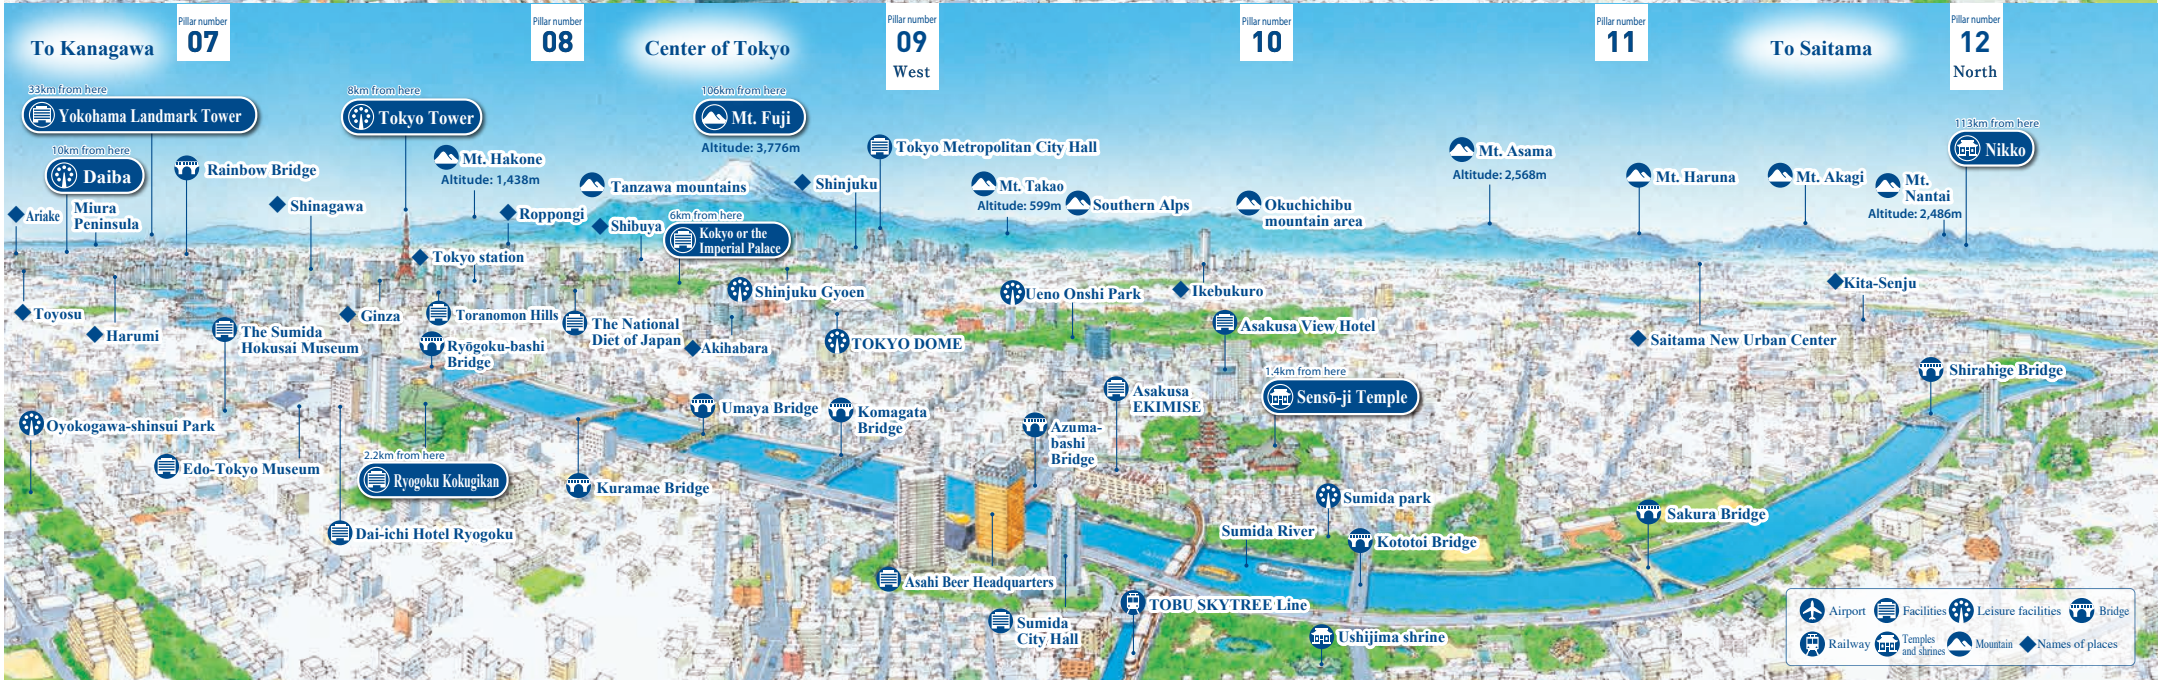 Pillar number
07
Pillar number
08
Pillar number
09
West
Pillar number
10
Pillar number
11
Pillar number
12
North
To Kanagawa
Center of Tokyo
To Saitama
33km from here
Yokohama Landmark Tower
8km from here
Tokyo Tower
106km from here
Mt. Fuji
Altitude: 3,776m
113km from here
Nikko
10km from here
Daiba
Rainbow Bridge
Mt. Hakone
Altitude: 1,438m
Tanzawa mountains
Shinjuku
Tokyo Metropolitan City Hall
Mt. Takao
Altitude: 599m
Southern Alps
Okuchichibu
mountain area
Mt. Asama
Altitude: 2,568m
Mt. Haruna
Mt. Akagi
Mt.
Nantai
Altitude: 2,486m
Ariake
Miura
Peninsula
Shinagawa
Roppongi
Shibuya
6km from here
Kokyo or the
Imperial Palace
Tokyo station
Toyosu
Harumi
The Sumida
Hokusai Museum
Ginza
Toranomon Hills
Ryōgoku-bashi
Bridge
The National
Diet of Japan
Shinjuku Gyoen
Akihabara
TOKYO DOME
Ueno Onshi Park
Ikebukuro
Asakusa View Hotel
Kita-Senju
Saitama New Urban Center
Shirahige Bridge
1.4km from here
Sensō-ji Temple
Asakusa
EKIMISE
Umaya Bridge
Komagata
Bridge
Azuma-
bashi
Bridge
Oyokogawa-shinsui Park
Edo-Tokyo Museum
2.2km from here
Ryogoku Kokugikan
Kuramae Bridge
Dai-ichi Hotel Ryogoku
Sumida park
Sumida River
Kototoi Bridge
Sakura Bridge
Asahi Beer Headquarters
Sumida
City Hall
TOBU SKYTREE Line
Ushijima shrine
Airport
Facilities
Leisure facilities
Bridge
Railway
Temples
and shrines
Mountain
Names of places